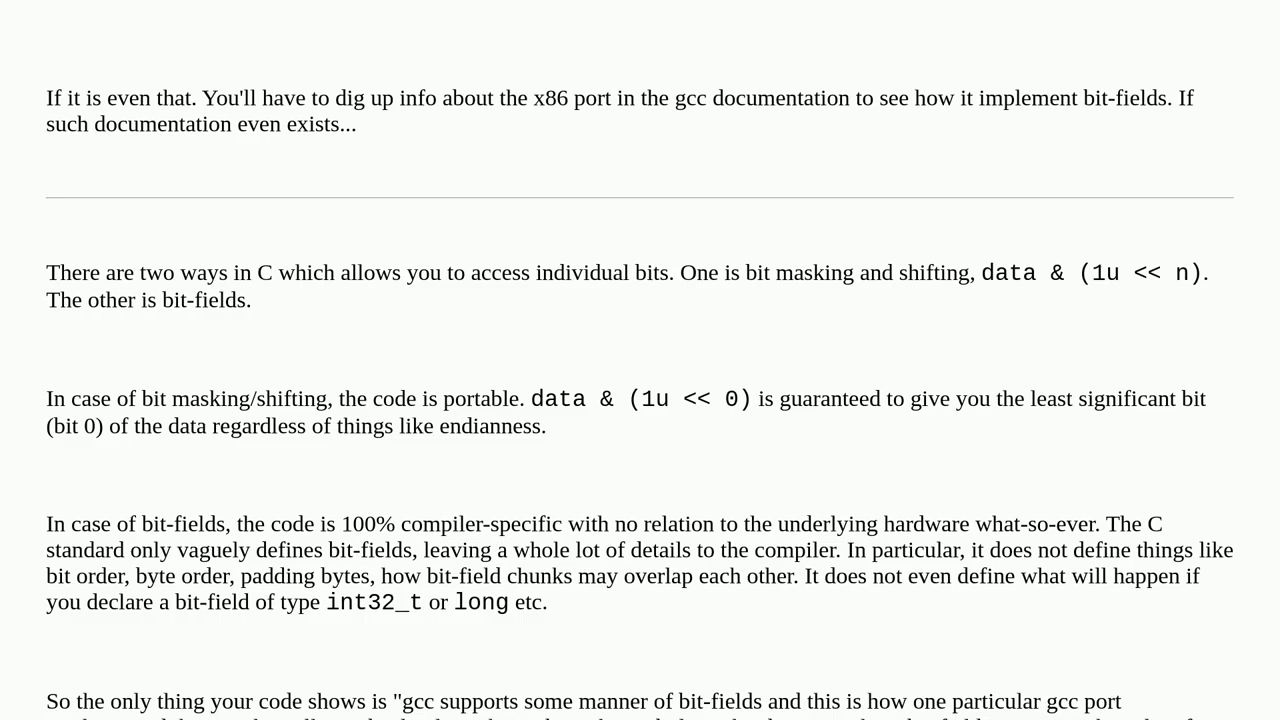 If it is even that. You'll have to dig up info about the x86 port in the gcc documentation to see how it implement bit-fields. If
such documentation even exists...
There are two ways in C which allows you to access individual bits. One is bit masking and shifting, data & (1u << n).
The other is bit-fields.
In case of bit masking/shifting, the code is portable. data & (1u << 0) is guaranteed to give you the least significant bit
(bit 0) of the data regardless of things like endianness.
In case of bit-fields, the code is 100% compiler-specific with no relation to the underlying hardware what-so-ever. The C
standard only vaguely defines bit-fields, leaving a whole lot of details to the compiler. In particular, it does not define things like
bit order, byte order, padding bytes, how bit-field chunks may overlap each other. It does not even define what will happen if
you declare a bit-field of type int32_t or long etc.
So the only thing your code shows is "gcc supports some manner of bit-fields and this is how one particular gcc port